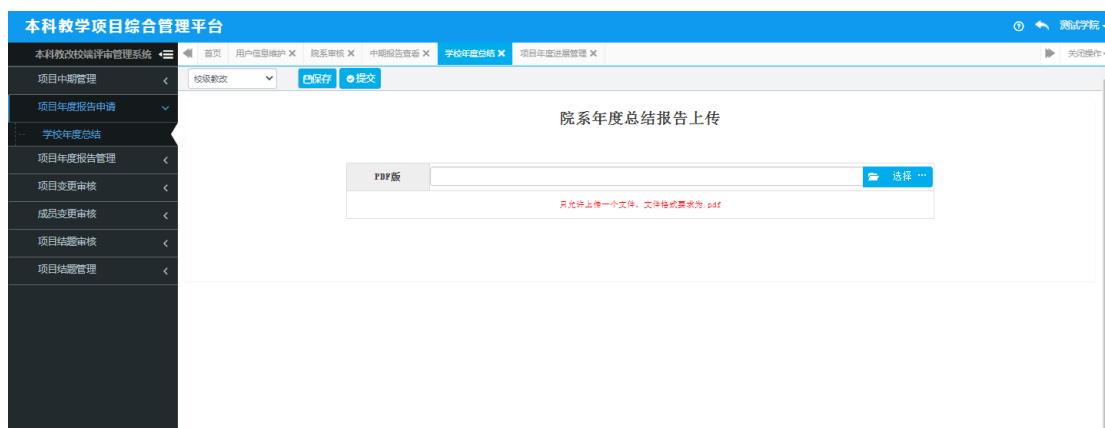 本科教学项目综合管理平台
测试学院
本科教改校端评审管理系统
首页 用户信息维护 院系审核 中期报告查看 学校年度总结 项目年度进展管理
关闭操作
项目中期管理
校级教改 保存 提交
项目年度报告申请
院系年度总结报告上传
学校年度总结
项目年度报告管理
PDF版 选择 ...
项目变更审核
只允许上传一个文件，文件格式要求为.pdf
成员变更审核
项目结题审核
项目结题管理